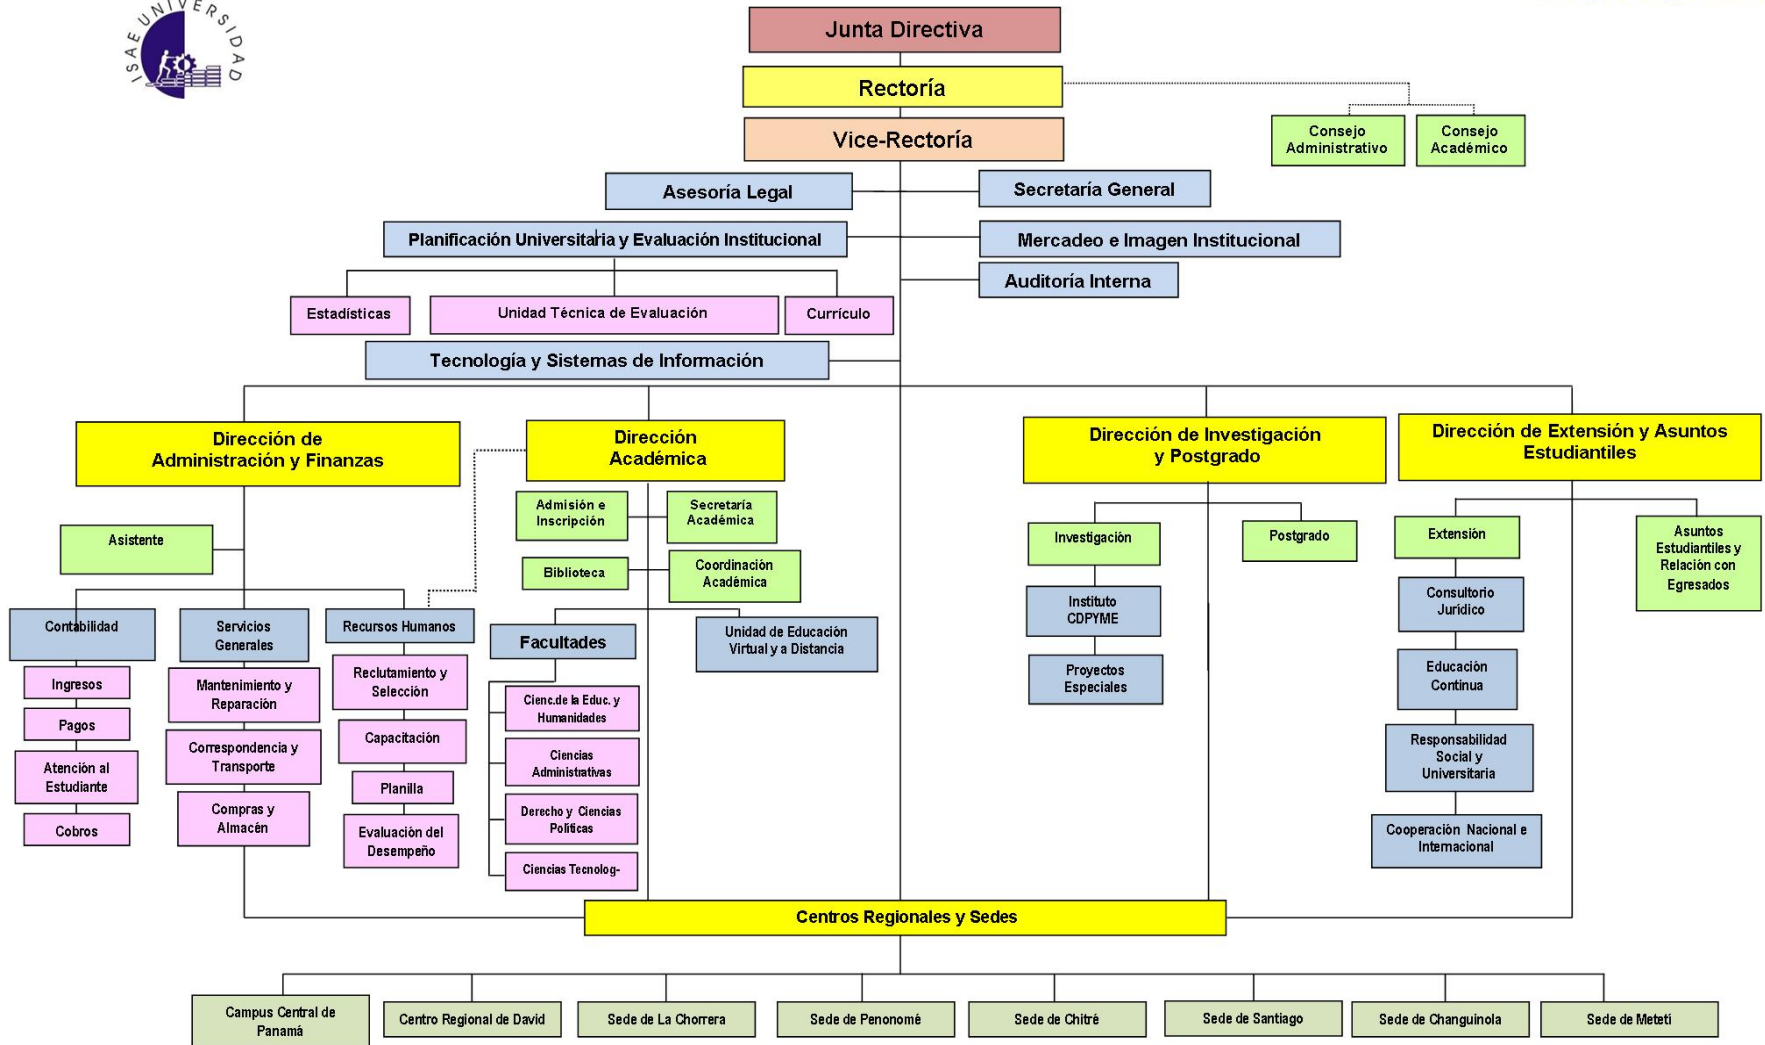 ISAE UNIVERSIDAD
Junta Directiva
Rectoría
Vice-Rectoría
Consejo
Administrativo
Consejo
Académico
Asesoría Legal
Secretaría General
Planificación Universitaria y Evaluación Institucional
Mercadeo e Imagen Institucional
Auditoría Interna
Estadísticas
Unidad Técnica de Evaluación
Currículo
Tecnología y Sistemas de Información
Dirección de
Administración y Finanzas
Dirección
Académica
Dirección de Investigación
y Postgrado
Dirección de Extensión y Asuntos
Estudiantiles
Asistente
Admisión e
Inscripción
Secretaría
Académica
Biblioteca
Coordinación
Académica
Investigación
Postgrado
Extensión
Asuntos
Estudiantiles y
Relación con
Egresados
Contabilidad
Servicios
Generales
Recursos Humanos
Facultades
Unidad de Educación
Virtual y a Distancia
Instituto
CDPYME
Proyectos
Especiales
Consultorio
Jurídico
Educación
Continua
Responsabilidad
Social y
Universitaria
Cooperación Nacional e
Internacional
Ingresos
Pagos
Atención al
Estudiante
Cobros
Mantenimiento y
Reparación
Correspondencia y
Transporte
Compras y
Almacén
Reclutamiento y
Selección
Capacitación
Planilla
Evaluación del
Desempeño
Cienc.de la Educ. y
Humanidades
Ciencias
Administrativas
Derecho y Ciencias
Políticas
Ciencias Tecnolog-
Centros Regionales y Sedes
Campus Central de
Panamá
Centro Regional de David
Sede de La Chorrera
Sede de Penonomé
Sede de Chitré
Sede de Santiago
Sede de Changuinola
Sede de Metetí